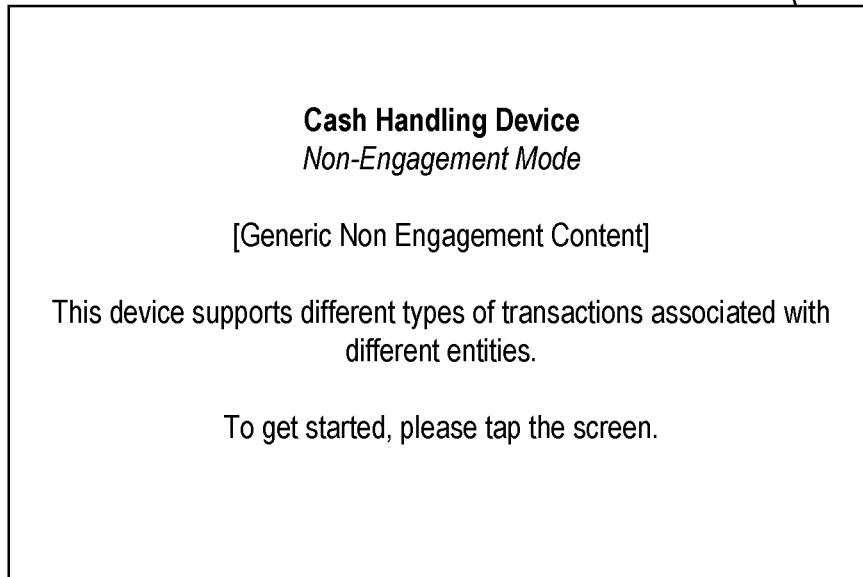 Cash Handling Device
Non-Engagement Mode
[Generic Non Engagement Content]
This device supports different types of transactions associated with
different entities.
To get started, please tap the screen.